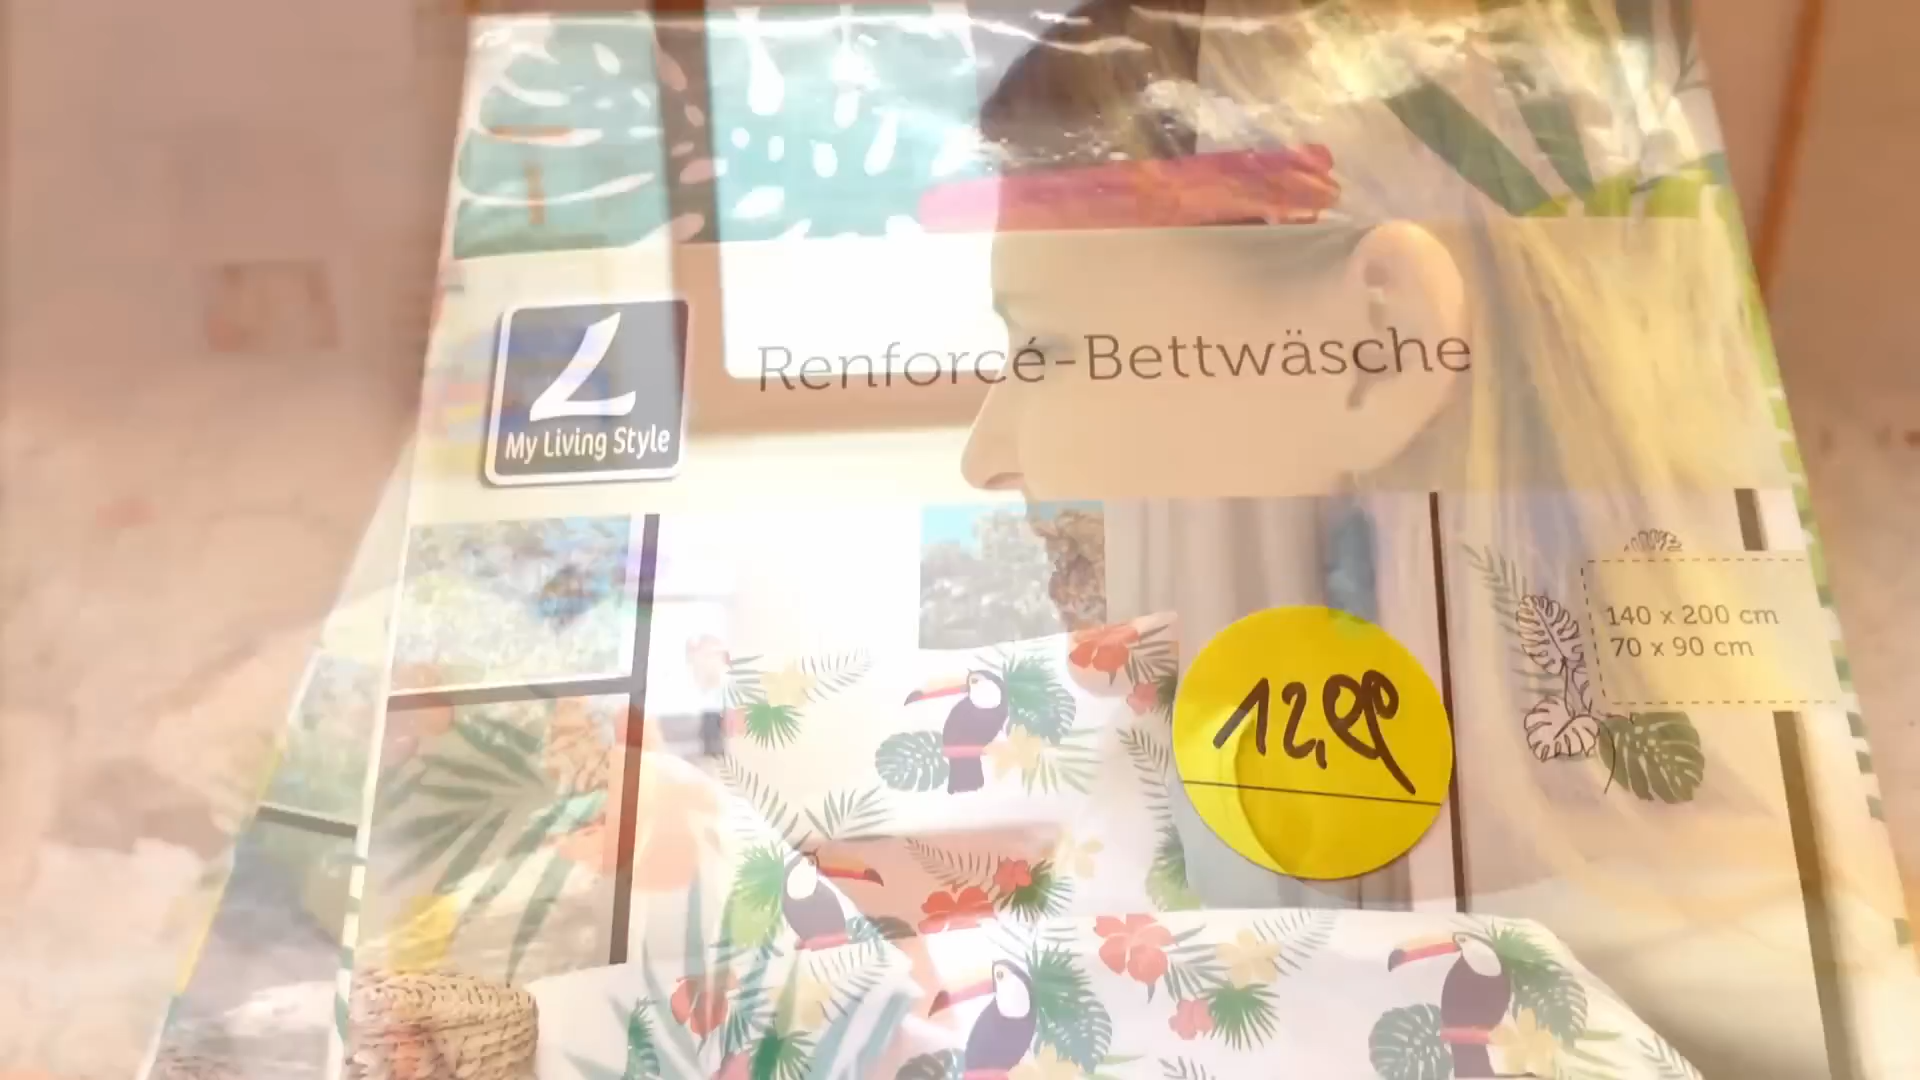 Renforcé-Bettwäsche
My Living Style
140 x 200 cm
70 x 90 cm
12,99